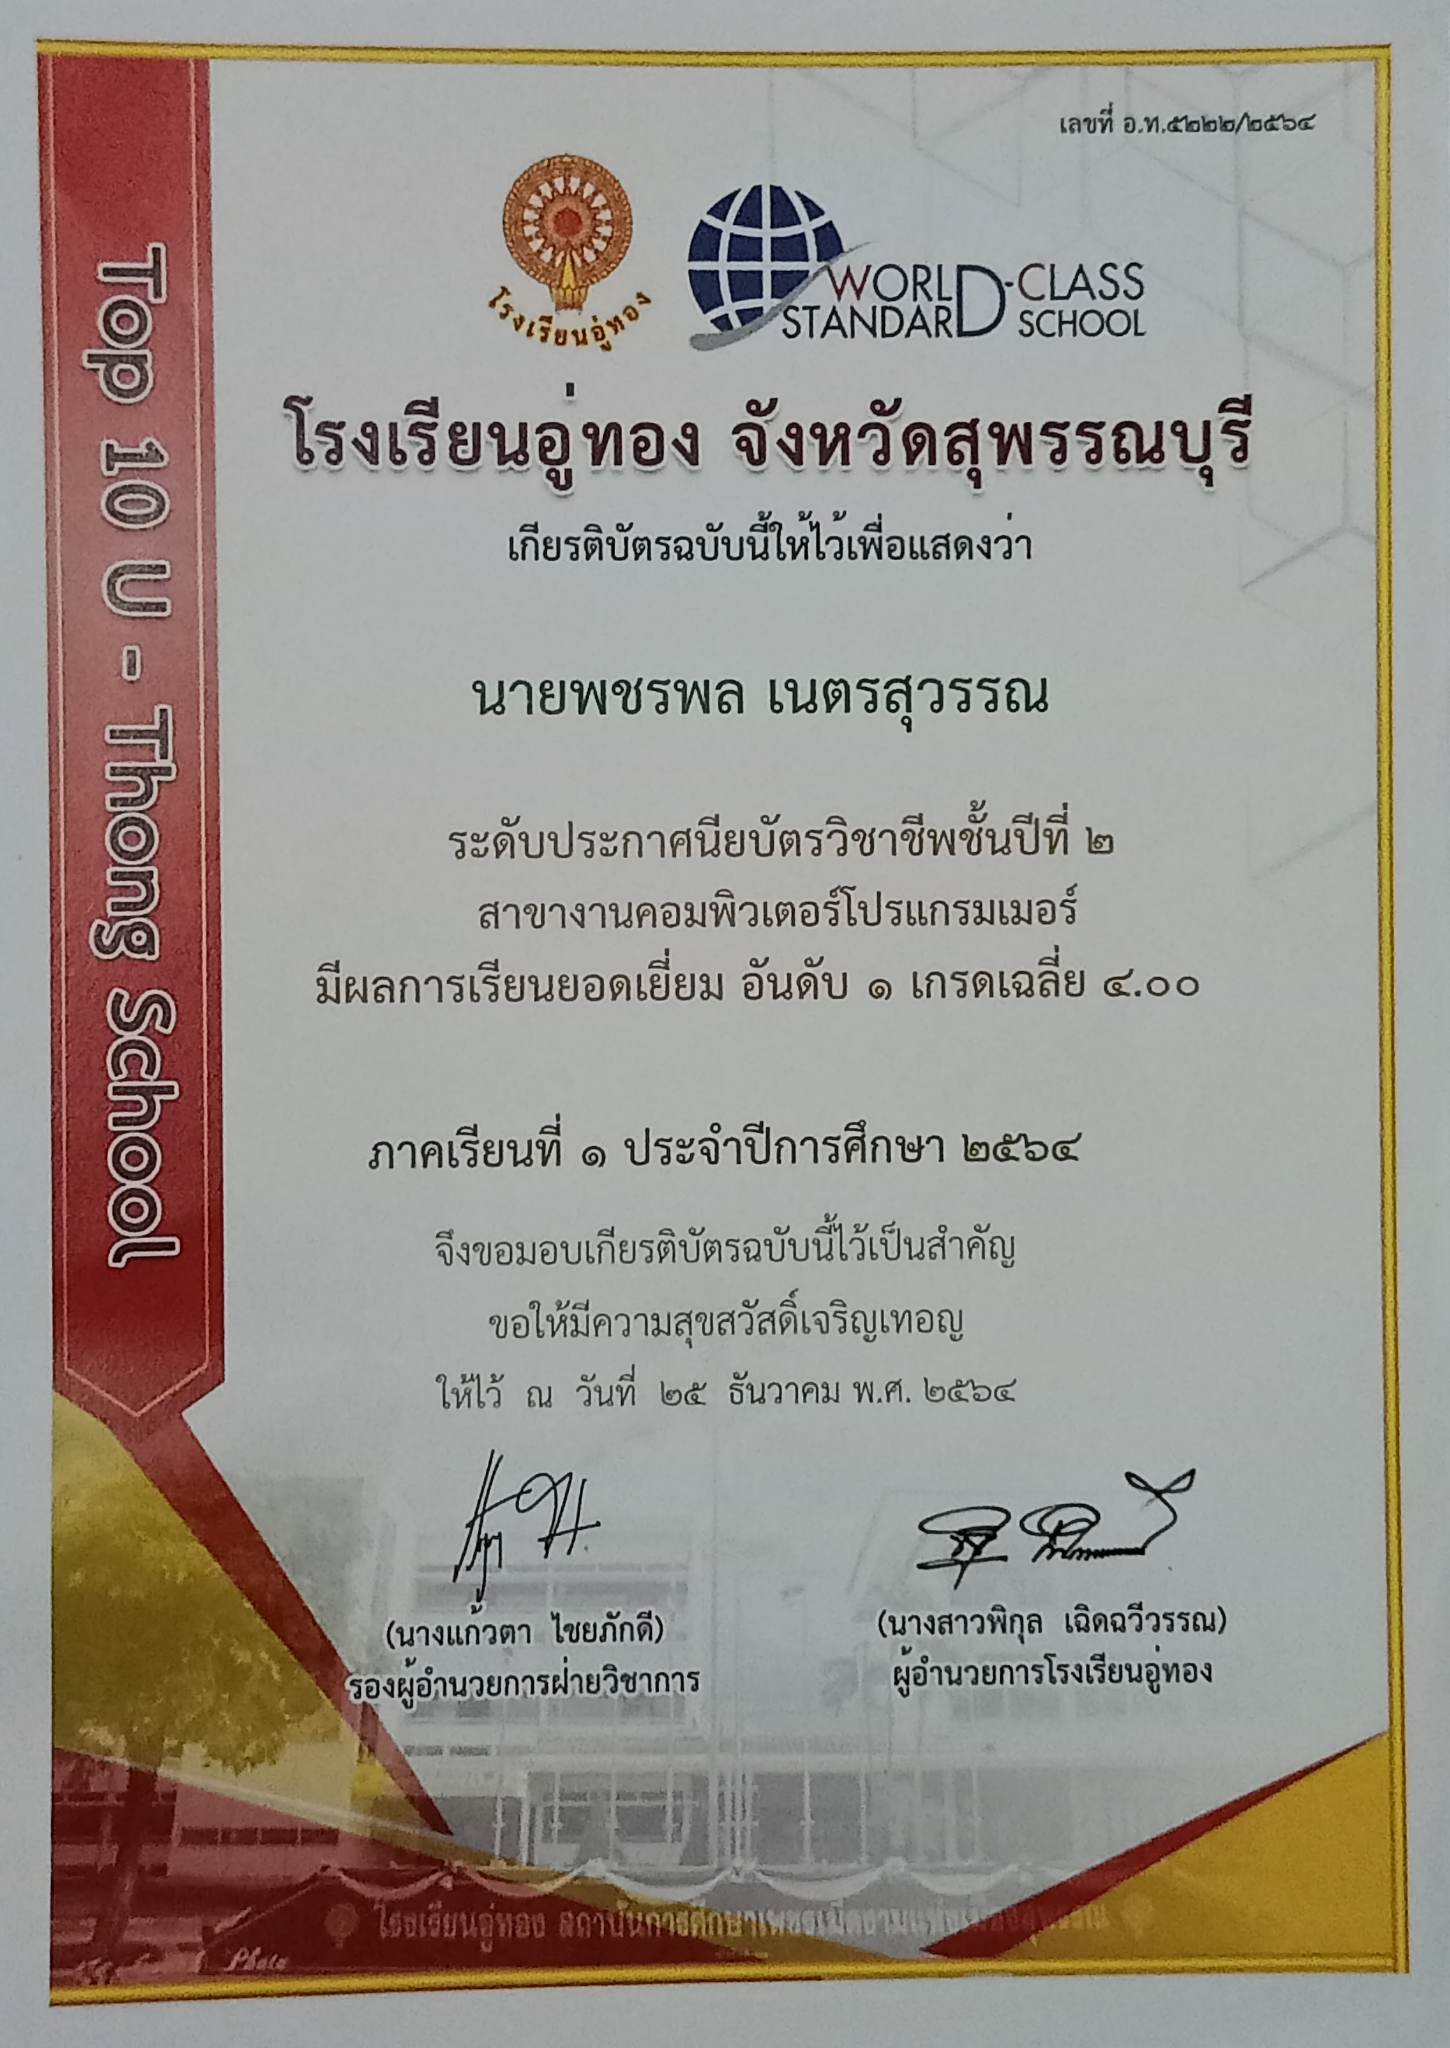 เลขที่ อ.ท.๕๒๒๒/๒๕๖๔
โรงเรียนอู่ทอง
WORLD-CLASS
STANDARD SCHOOL
Top 10 U - Thong School
โรงเรียนอู่ทอง จังหวัดสุพรรณบุรี
เกียรติบัตรฉบับนี้ให้ไว้เพื่อแสดงว่า
นายพชรพล เนตรสุวรรณ
ระดับประกาศนียบัตรวิชาชีพชั้นปีที่ ๒
สาขางานคอมพิวเตอร์โปรแกรมเมอร์
มีผลการเรียนยอดเยี่ยม อันดับ ๑ เกรดเฉลี่ย ๔.๐๐
ภาคเรียนที่ ๑ ประจำปีการศึกษา ๒๕๖๔
จึงขอมอบเกียรติบัตรฉบับนี้ไว้เป็นสำคัญ
ขอให้มีความสุขสวัสดิ์เจริญเทอญ
ให้ไว้ ณ วันที่ ๒๕ ธันวาคม พ.ศ. ๒๕๖๔
(นางแก้วตา ไชยภักดี)
รองผู้อำนวยการฝ่ายวิชาการ
(นางสาวพิกุล เฉิดฉวีวรรณ)
ผู้อำนวยการโรงเรียนอู่ทอง
โรงเรียนอู่ทอง สถาบันการศึกษา
Photo